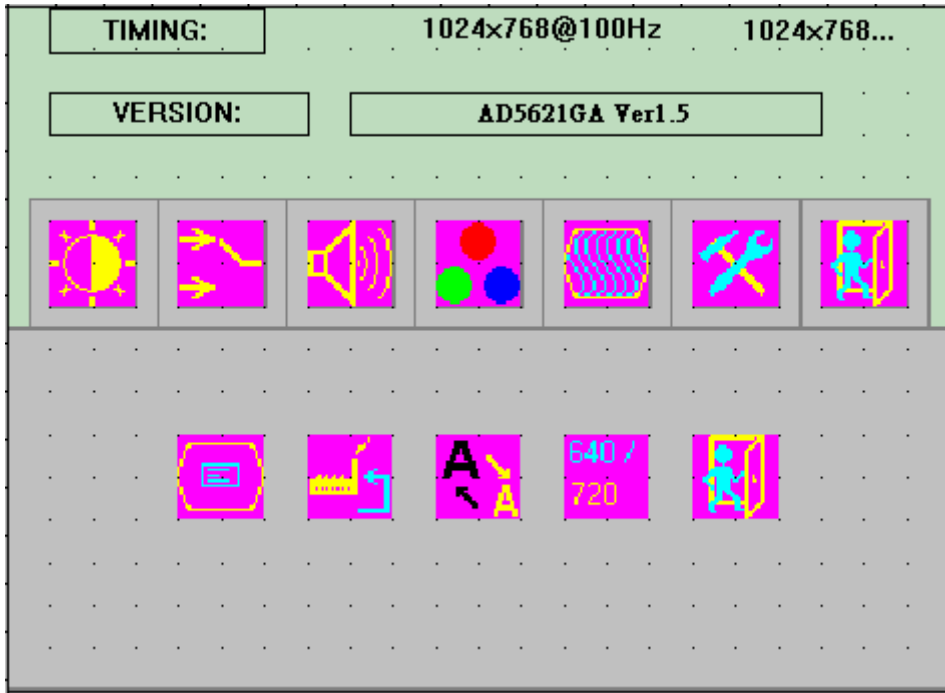 TIMING: 1024x768@100Hz 1024x768...
VERSION: AD5621GA Ver1.5
A
A
640 /
720